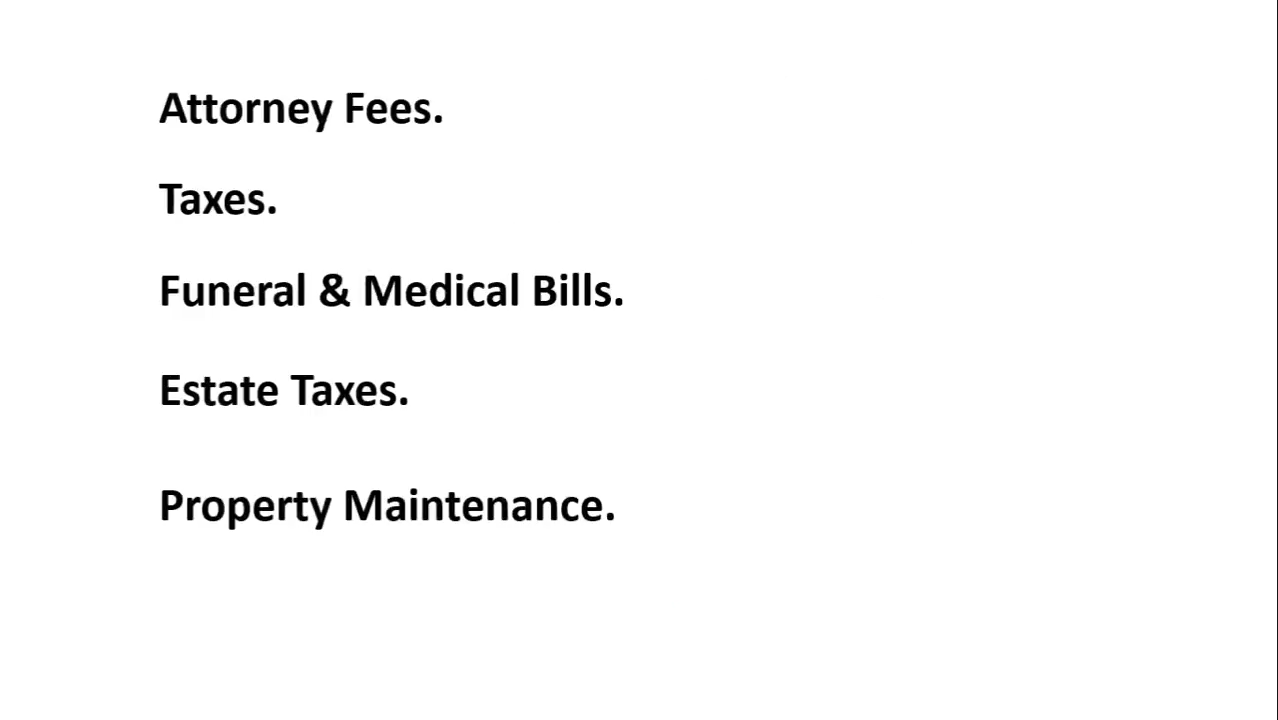 Attorney Fees.
Taxes.
Funeral & Medical Bills.
Estate Taxes.
Property Maintenance.